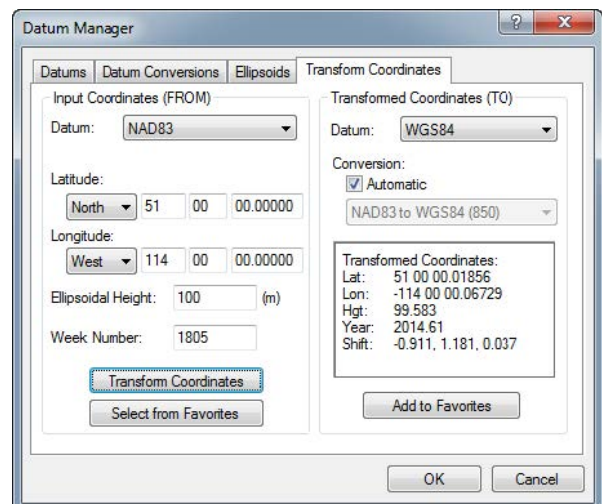 Datum Manager
Datums Datum Conversions Ellipsoids Transform Coordinates
Input Coordinates (FROM)
Datum: NAD83
Latitude:
North 51 00 00.00000
Longitude:
West 114 00 00.00000
Ellipsoidal Height: 100 (m)
Week Number: 1805
Transform Coordinates
Select from Favorites
Transformed Coordinates (TO)
Datum: WGS84
Conversion:
Automatic
NAD83 to WGS84 (850)
Transformed Coordinates:
Lat: 51 00 00.01856
Lon: -114 00 00.06729
Hgt: 99.583
Year: 2014.61
Shift: -0.911, 1.181, 0.037
Add to Favorites
OK Cancel